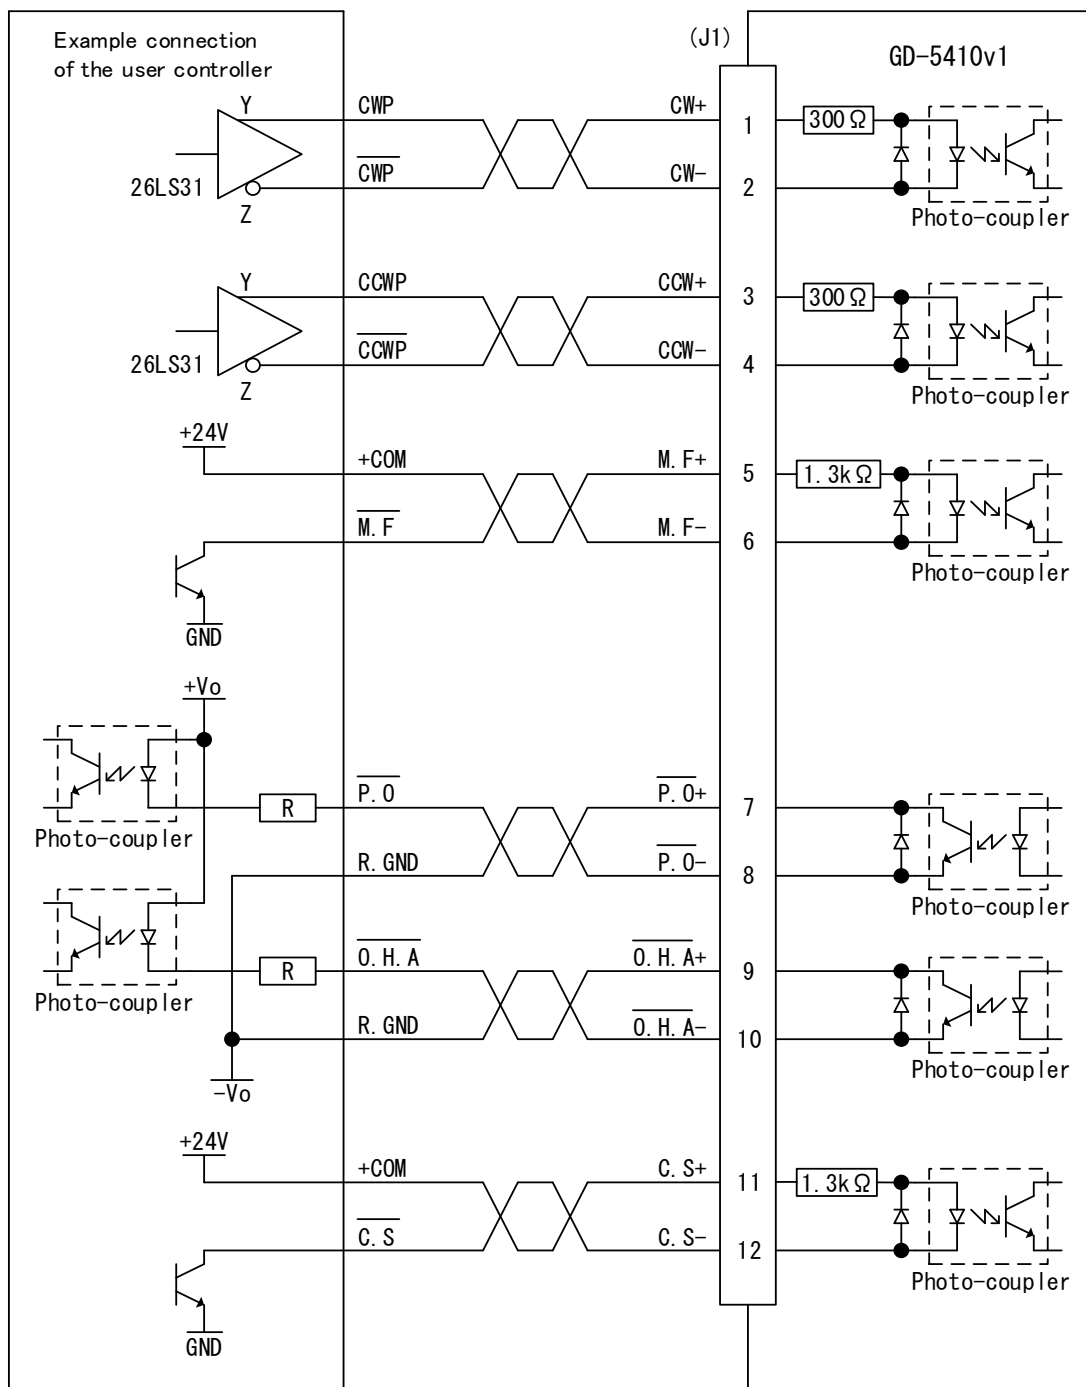 Example connection
of the user controller
(J1)
GD-5410v1
Y
CWP
CW+
1
300Ω
26LS31
Z
C̅W̅P̅
CW-
2
Photo-coupler
Y
CCWP
CCW+
3
300Ω
26LS31
Z
C̅C̅W̅P̅
CCW-
4
Photo-coupler
+24V
+COM
M.F+
5
1.3kΩ
M̅.̅F̅
M.F-
6
Photo-coupler
GND
+Vo
Photo-coupler
R
P̅.̅O̅
P̅.̅O̅+
7
R.GND
P̅.̅O̅-
8
Photo-coupler
Photo-coupler
R
O̅.̅H̅.̅A̅
O̅.̅H̅.̅A̅+
9
R.GND
O̅.̅H̅.̅A̅-
10
Photo-coupler
-Vo
+24V
+COM
C.S+
11
1.3kΩ
C̅.̅S̅
C.S-
12
Photo-coupler
GND